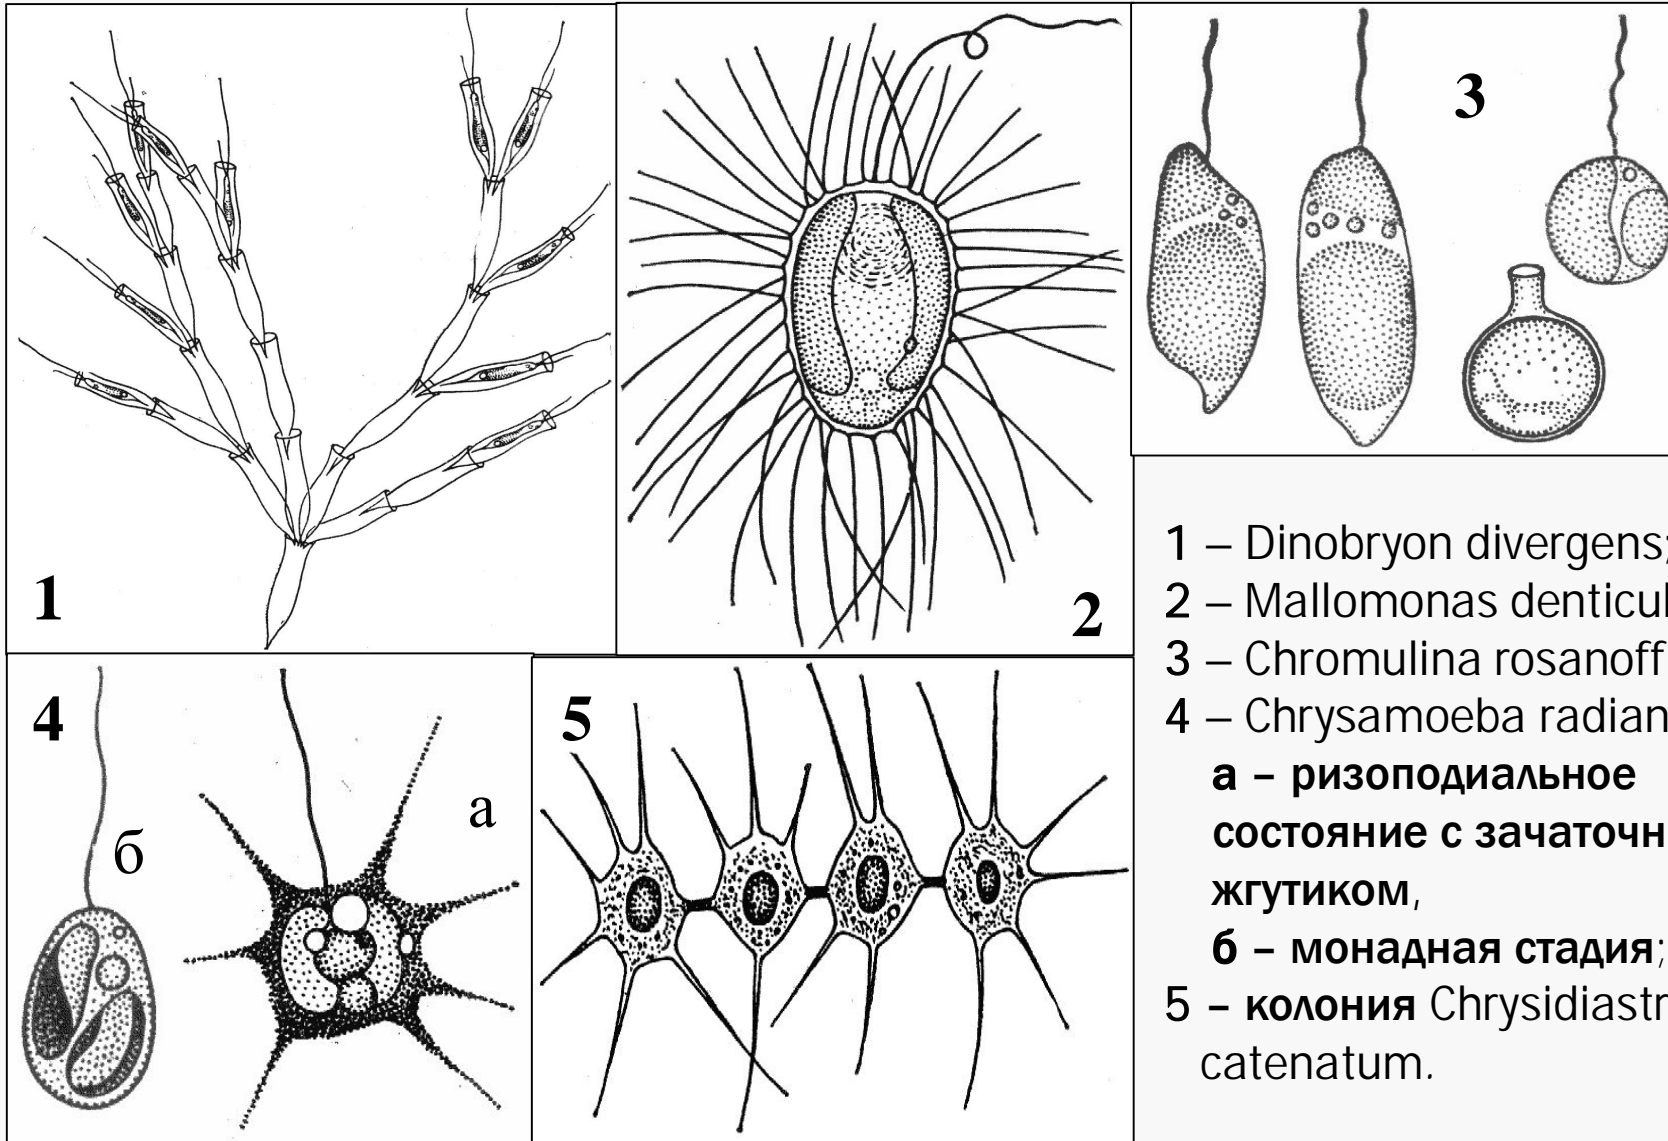 1
2
3
4
б
а
5
1 – Dinobryon divergens;
2 – Mallomonas denticul
3 – Chromulina rosanoff
4 – Chrysamoeba radian
а – ризоподиальное
состояние с зачаточн
жгутиком,
б – монадная стадия;
5 – колония Chrysidiastr
catenatum.